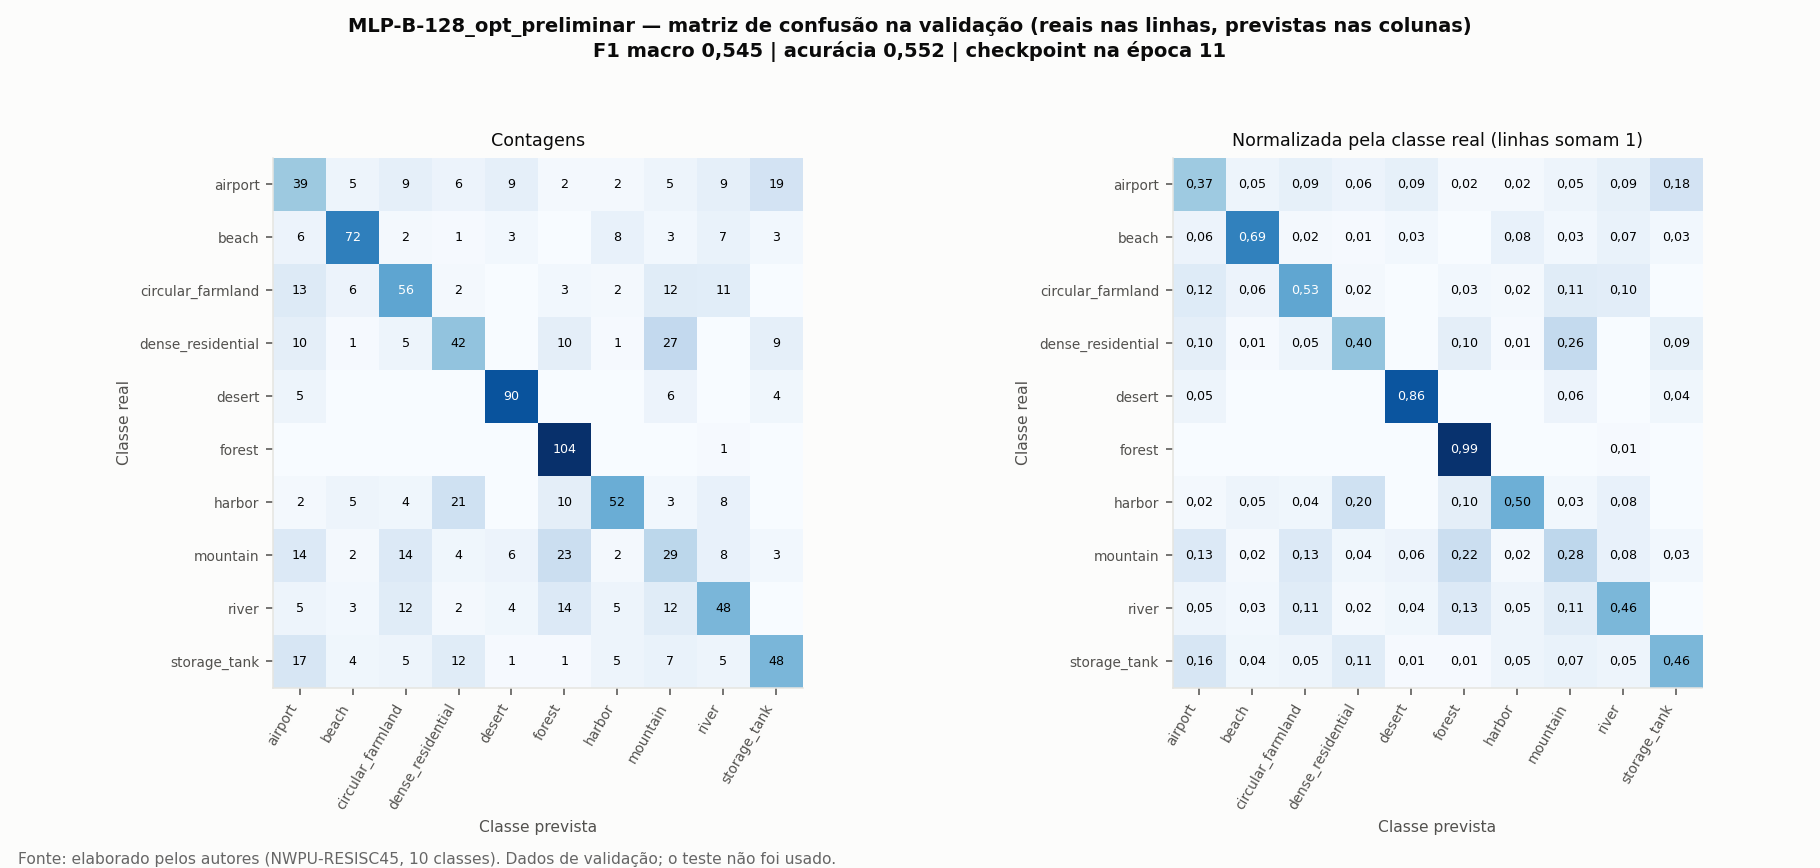 MLP-B-128_opt_preliminar — matriz de confusão na validação (reais nas linhas, previstas nas colunas)
F1 macro 0,545 | acurácia 0,552 | checkpoint na época 11
Contagens
Classe real
airport 39 5 9 6 9 2 2 5 9 19
beach 6 72 2 1 3 8 3 7 3
circular_farmland 13 6 56 2 3 2 12 11
dense_residential 10 1 5 42 10 1 27 9
desert 5 90 6 4
forest 104 1
harbor 2 5 4 21 10 52 3 8
mountain 14 2 14 4 6 23 2 29 8 3
river 5 3 12 2 4 14 5 12 48
storage_tank 17 4 5 12 1 1 5 7 5 48
airport beach circular_farmland dense_residential desert forest harbor mountain river storage_tank
Classe prevista
Normalizada pela classe real (linhas somam 1)
Classe real
airport 0,37 0,05 0,09 0,06 0,09 0,02 0,02 0,05 0,09 0,18
beach 0,06 0,69 0,02 0,01 0,03 0,08 0,03 0,07 0,03
circular_farmland 0,12 0,06 0,53 0,02 0,03 0,02 0,11 0,10
dense_residential 0,10 0,01 0,05 0,40 0,10 0,01 0,26 0,09
desert 0,05 0,86 0,06 0,04
forest 0,99 0,01
harbor 0,02 0,05 0,04 0,20 0,10 0,50 0,03 0,08
mountain 0,13 0,02 0,13 0,04 0,06 0,22 0,02 0,28 0,08 0,03
river 0,05 0,03 0,11 0,02 0,04 0,13 0,05 0,11 0,46
storage_tank 0,16 0,04 0,05 0,11 0,01 0,01 0,05 0,07 0,05 0,46
airport beach circular_farmland dense_residential desert forest harbor mountain river storage_tank
Classe prevista
Fonte: elaborado pelos autores (NWPU-RESISC45, 10 classes). Dados de validação; o teste não foi usado.